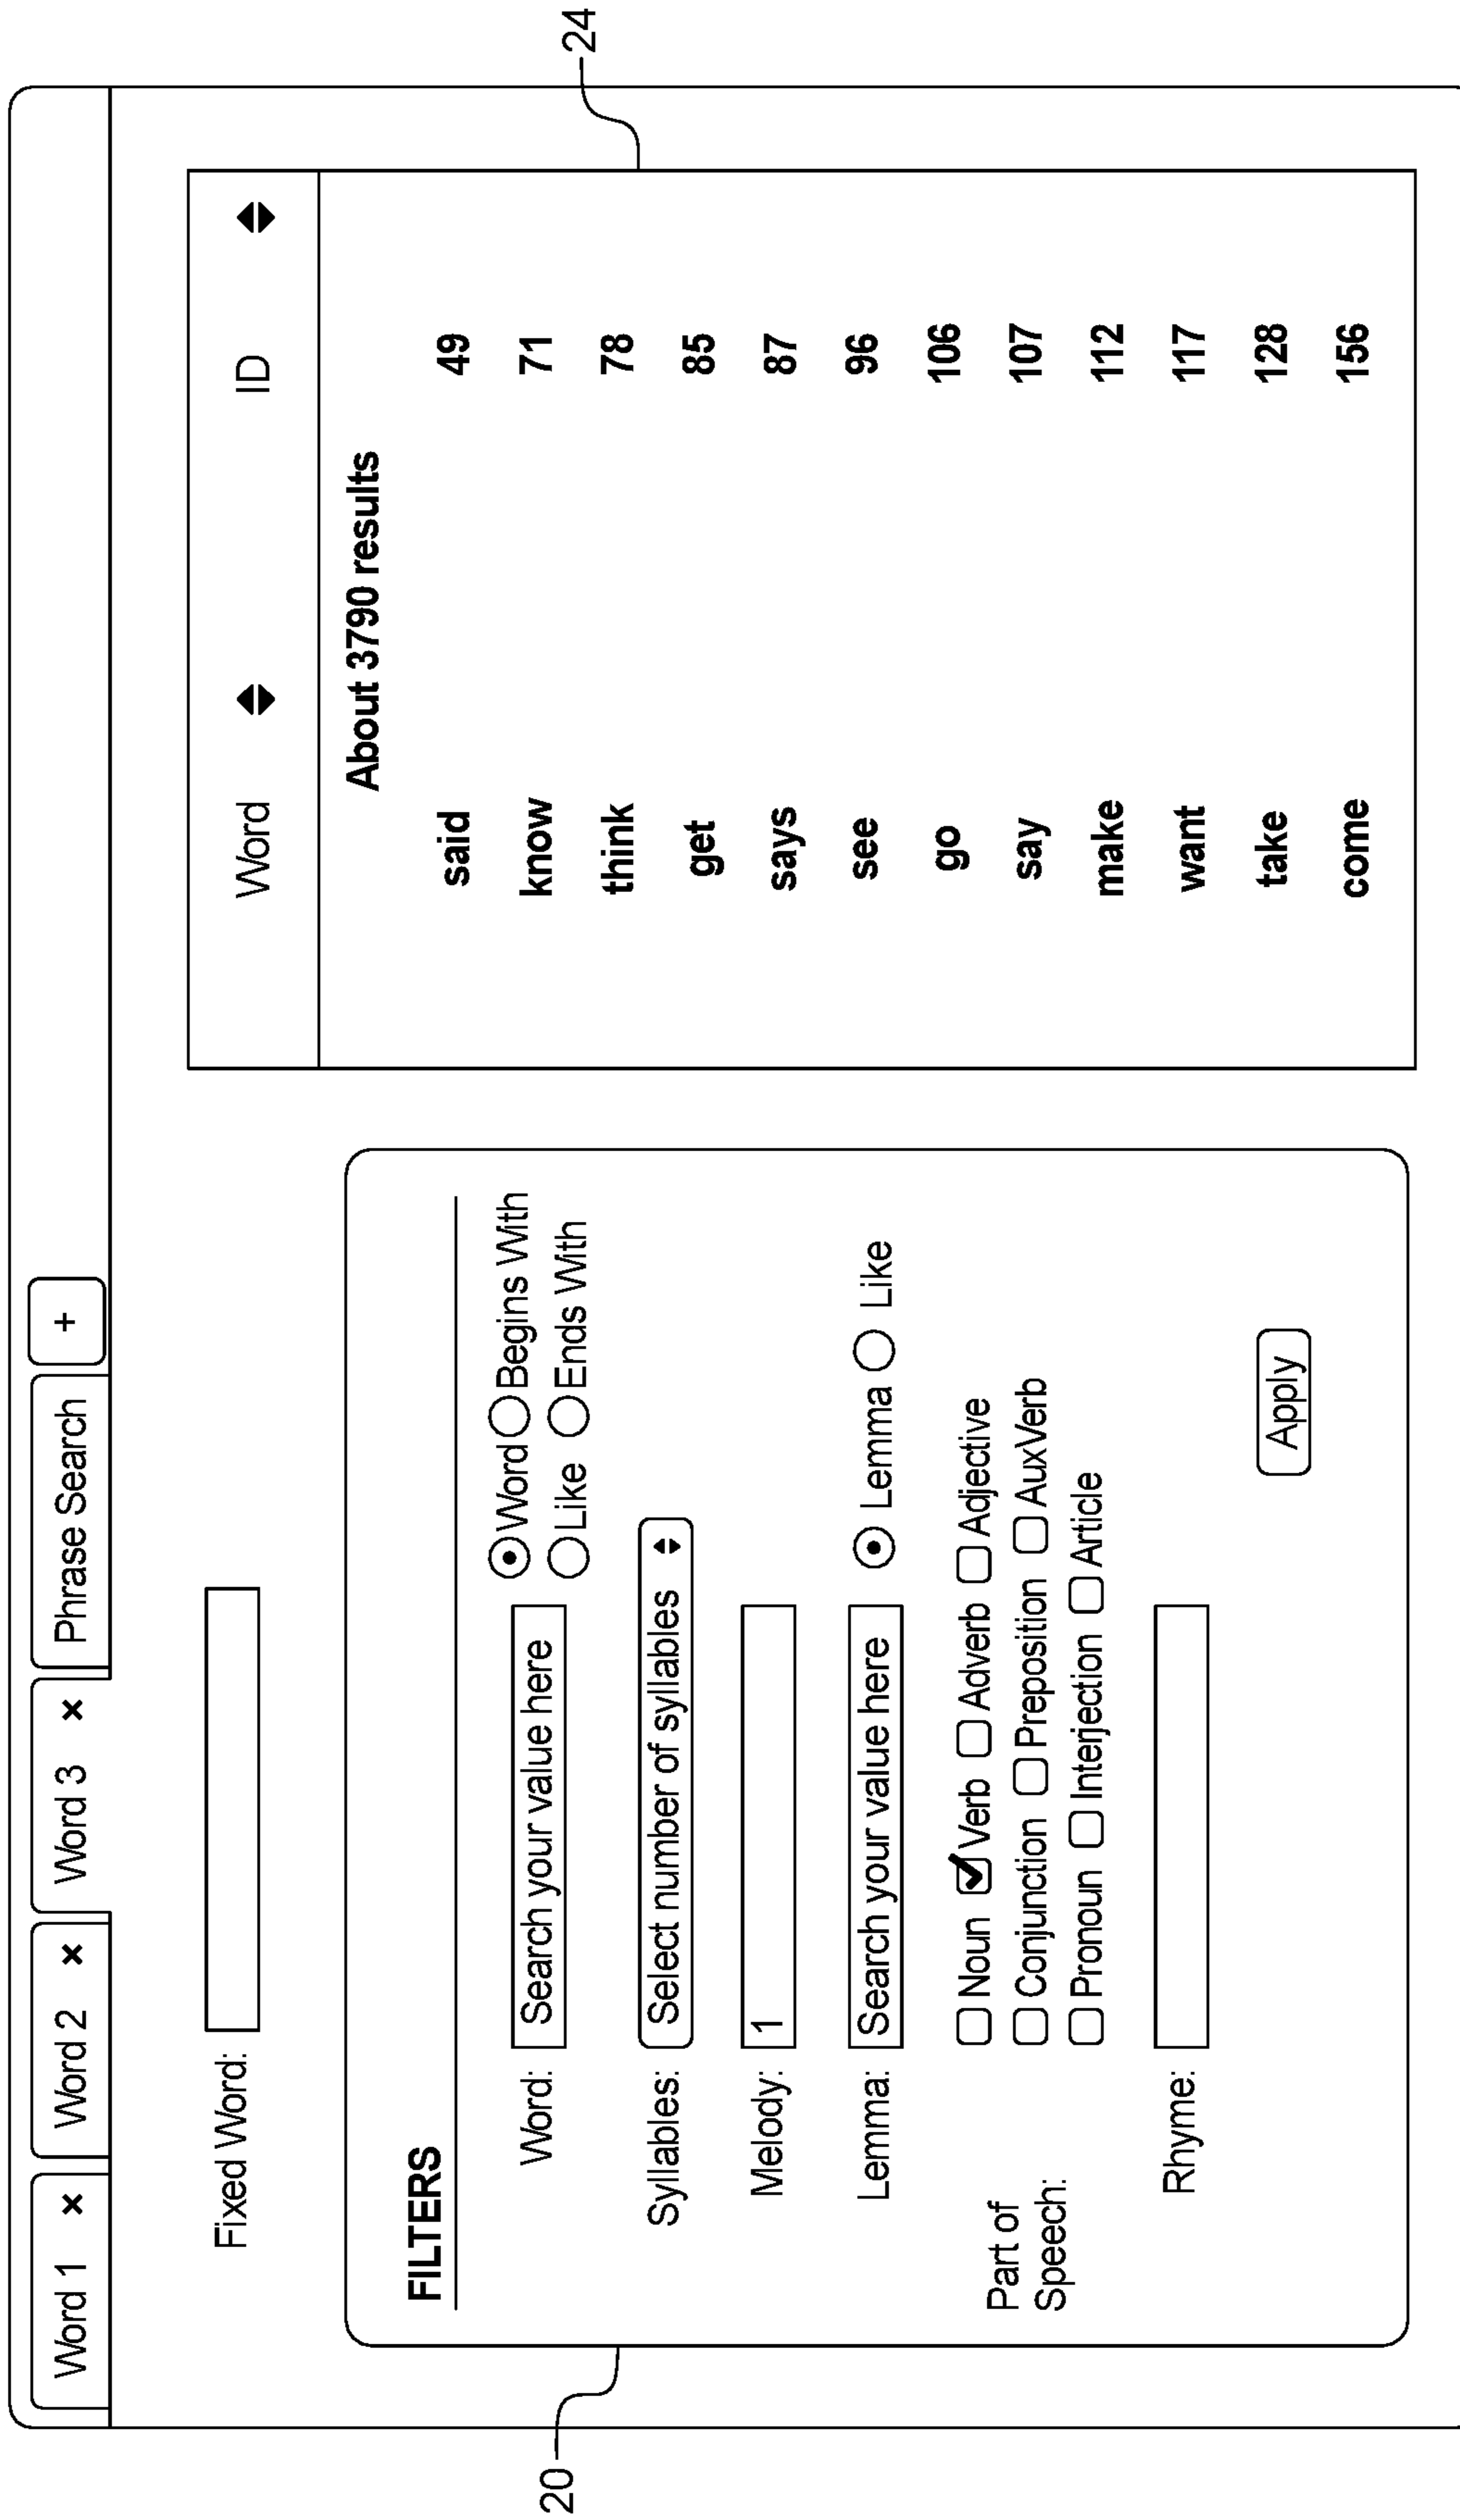 Word 1 × Word 2 × Word 3 × Phrase Search +
Fixed Word:
FILTERS
Word: Search your value here Word Begins With
Like Ends With
Syllables: Select number of syllables
Melody: 1
Lemma: Search your value here Lemma Like
Part of
Speech:
Noun Verb Adverb Adjective
Conjunction Preposition AuxVerb
Pronoun Interjection Article
Rhyme:
Apply
20
Word ID
About 3790 results
said 49
know 71
think 78
get 85
says 87
see 96
go 106
say 107
make 112
want 117
take 128
come 156
24